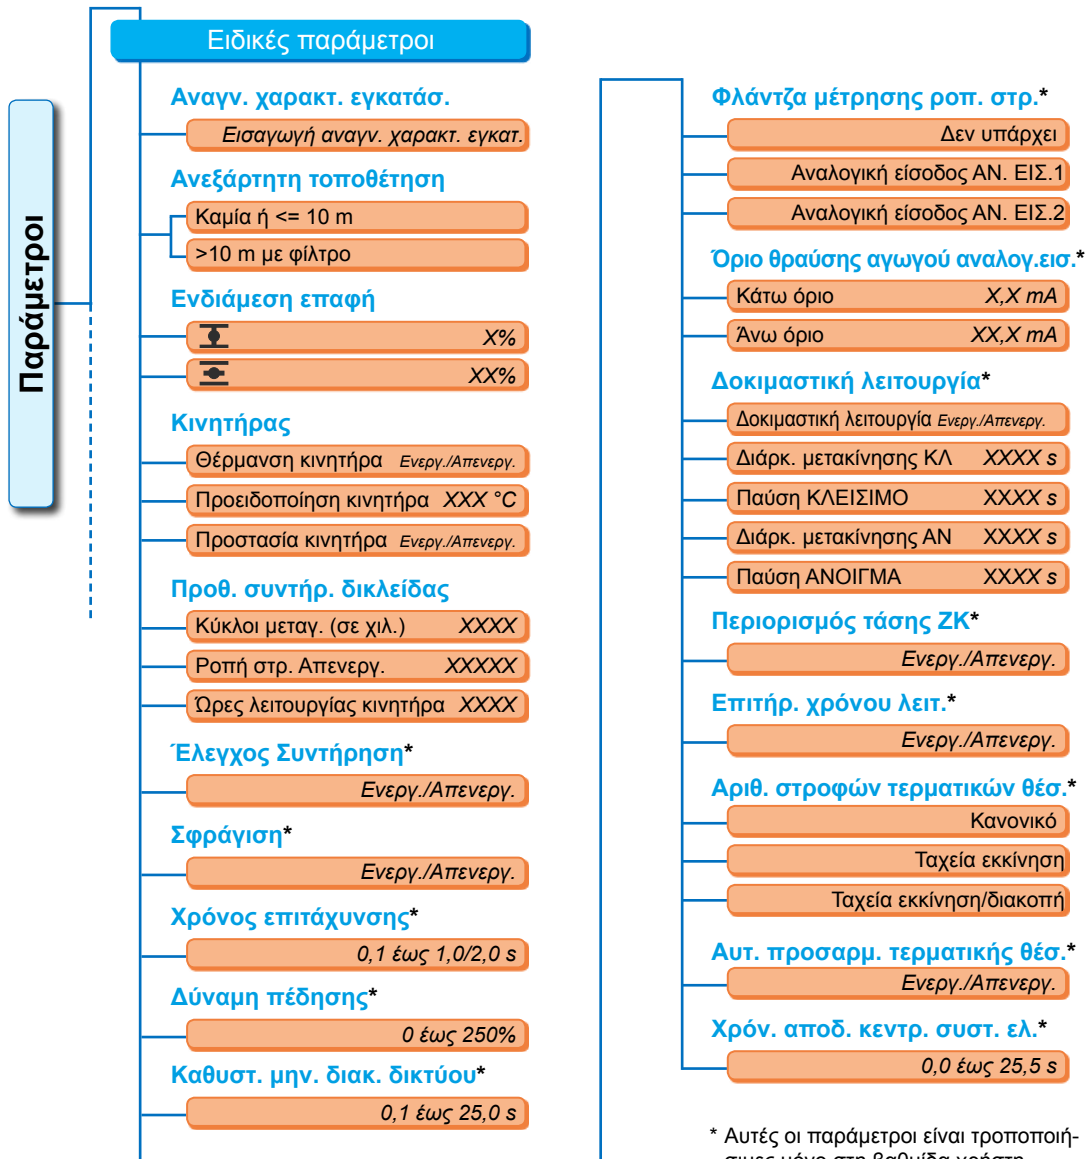 Παράμετροι
Ειδικές παράμετροι
Αναγν. χαρακτ. εγκατάσ.
Εισαγωγή αναγν. χαρακτ. εγκατ.
Ανεξάρτητη τοποθέτηση
Καμία ή <= 10 m
>10 m με φίλτρο
Ενδιάμεση επαφή
X%
XX%
Κινητήρας
Θέρμανση κινητήρα Ενεργ./Απενεργ.
Προειδοποίηση κινητήρα XXX °C
Προστασία κινητήρα Ενεργ./Απενεργ.
Προθ. συντήρ. δικλείδας
Κύκλοι μεταγ. (σε χιλ.) XXXX
Ροπή στρ. Απενεργ. XXXXX
Ώρες λειτουργίας κινητήρα XXXX
Έλεγχος Συντήρηση*
Ενεργ./Απενεργ.
Σφράγιση*
Ενεργ./Απενεργ.
Χρόνος επιτάχυνσης*
0,1 έως 1,0/2,0 s
Δύναμη πέδησης*
0 έως 250%
Καθυστ. μην. διακ. δικτύου*
0,1 έως 25,0 s
Φλάντζα μέτρησης ροπ. στρ.*
Δεν υπάρχει
Αναλογική είσοδος ΑΝ. ΕΙΣ.1
Αναλογική είσοδος ΑΝ. ΕΙΣ.2
Όριο θραύσης αγωγού αναλογ.εισ.*
Κάτω όριο X,X mA
Άνω όριο XX,X mA
Δοκιμαστική λειτουργία*
Δοκιμαστική λειτουργία Ενεργ./Απενεργ.
Διάρκ. μετακίνησης ΚΛ XXXX s
Παύση ΚΛΕΙΣΙΜΟ XXXX s
Διάρκ. μετακίνησης ΑΝ XXXX s
Παύση ΑΝΟΙΓΜΑ XXXX s
Περιορισμός τάσης ΖΚ*
Ενεργ./Απενεργ.
Επιτήρ. χρόνου λειτ.*
Ενεργ./Απενεργ.
Αριθ. στροφών τερματικών θέσ.*
Κανονικό
Ταχεία εκκίνηση
Ταχεία εκκίνηση/διακοπή
Αυτ. προσαρμ. τερματικής θέσ.*
Ενεργ./Απενεργ.
Χρόν. αποδ. κεντρ. συστ. ελ.*
0,0 έως 25,5 s
* Αυτές οι παράμετροι είναι τροποποιή-
σιμες μόνο στη βαθμίδα χρήστη